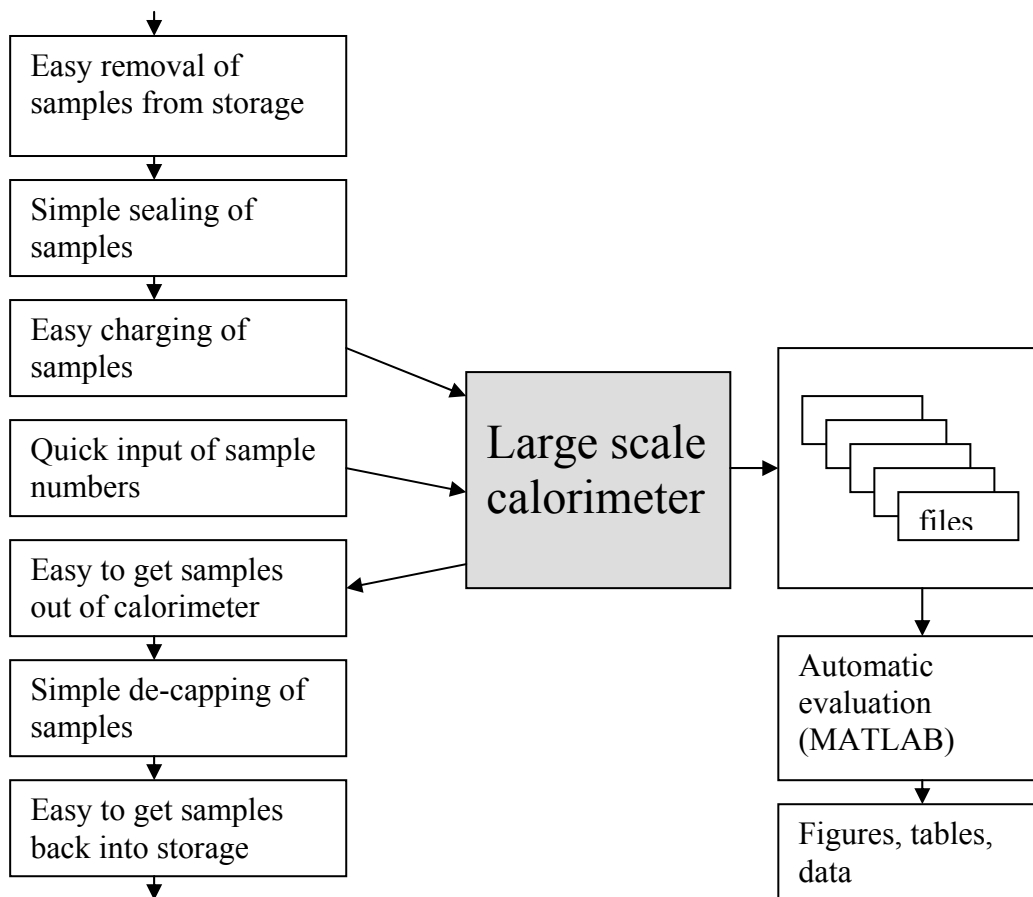 Easy removal of
samples from storage
Simple sealing of
samples
Easy charging of
samples
Quick input of sample
numbers
Easy to get samples
out of calorimeter
Simple de-capping of
samples
Easy to get samples
back into storage
Large scale
calorimeter
files
Automatic
evaluation
(MATLAB)
Figures, tables,
data